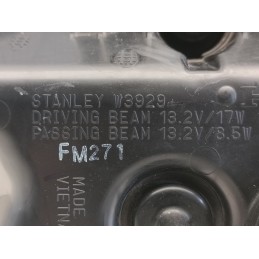 STANLEY W3929
DRIVING BEAM 13.2V/17W
PASSING BEAM 13.2V/8.5W
FM271
MADE
VIETNA